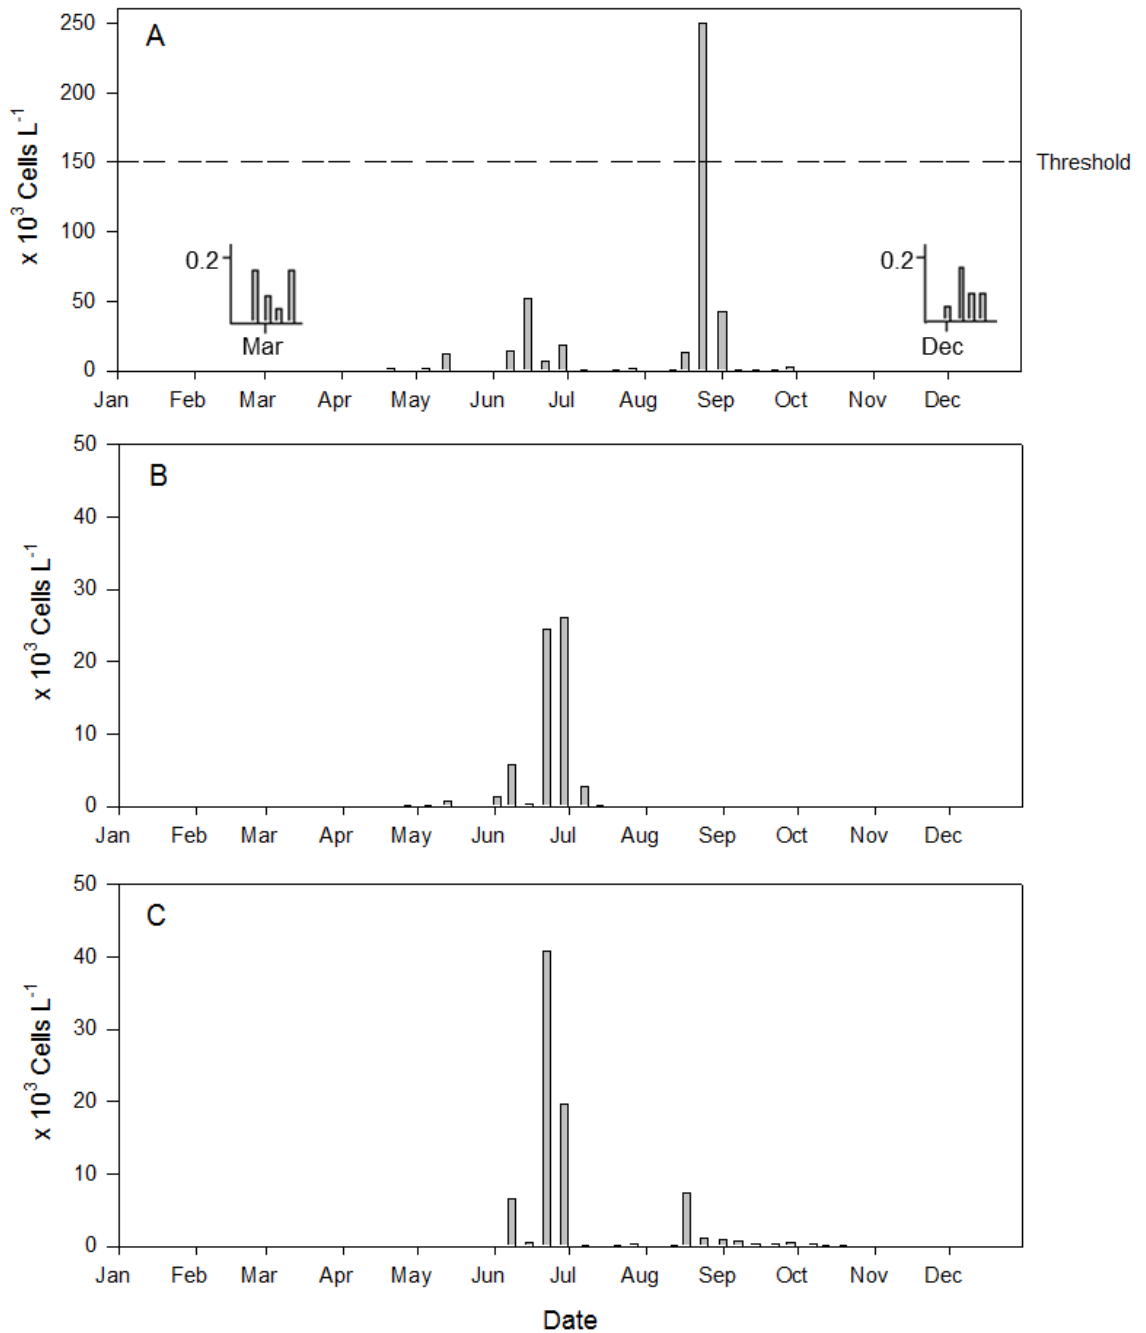 A
250
200
150
100
50
0
x 10³ Cells L⁻¹
Threshold
0.2
Mar
0.2
Dec
Jan Feb Mar Apr May Jun Jul Aug Sep Oct Nov Dec
B
50
40
30
20
10
0
x 10³ Cells L⁻¹
Jan Feb Mar Apr May Jun Jul Aug Sep Oct Nov Dec
C
50
40
30
20
10
0
x 10³ Cells L⁻¹
Jan Feb Mar Apr May Jun Jul Aug Sep Oct Nov Dec
Date